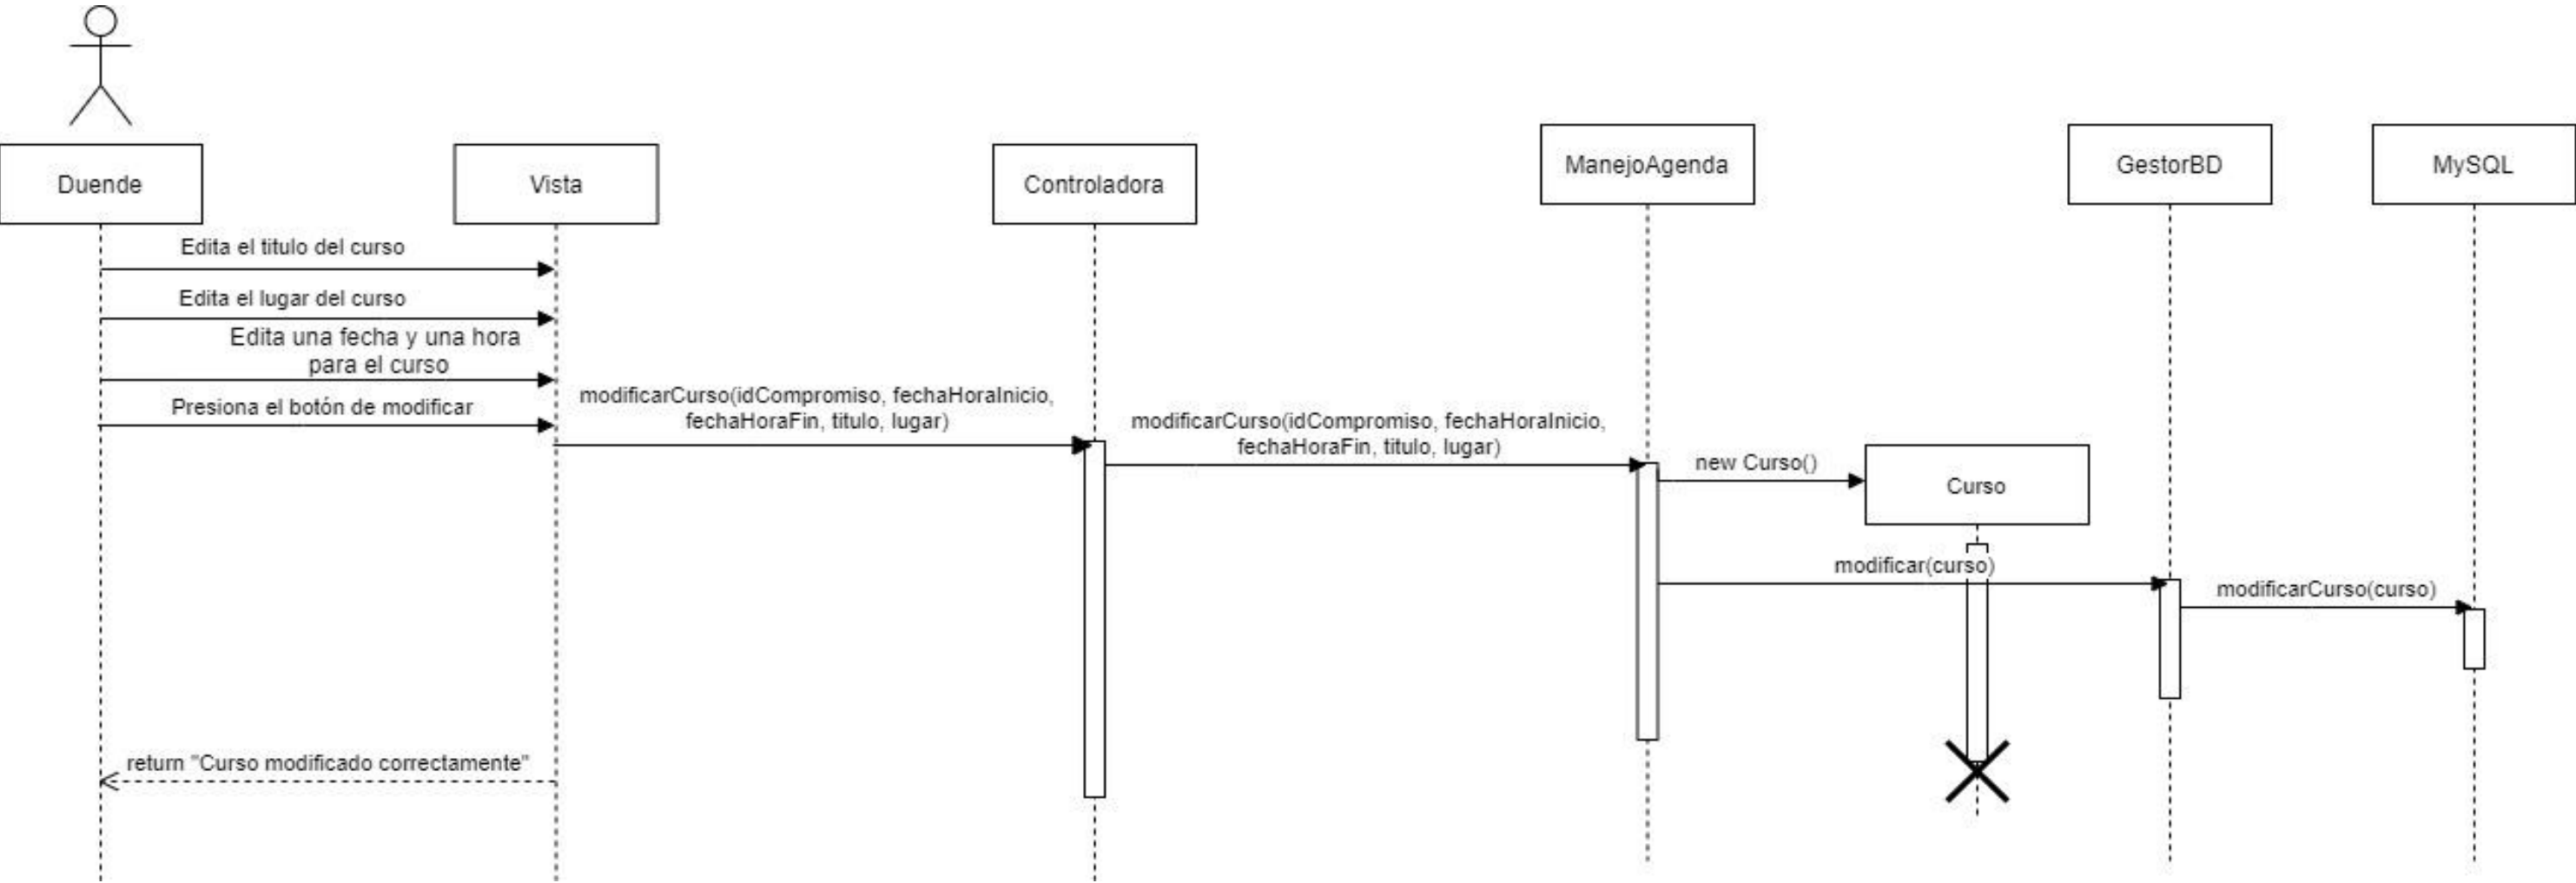 Duende
Vista
Controladora
ManejoAgenda
GestorBD
MySQL
Edita el titulo del curso
Edita el lugar del curso
Edita una fecha y una hora
para el curso
Presiona el botón de modificar
modificarCurso(idCompromiso, fechaHoraInicio,
fechaHoraFin, titulo, lugar)
modificarCurso(idCompromiso, fechaHoraInicio,
fechaHoraFin, titulo, lugar)
new Curso()
Curso
modificar(curso)
modificarCurso(curso)
return "Curso modificado correctamente"